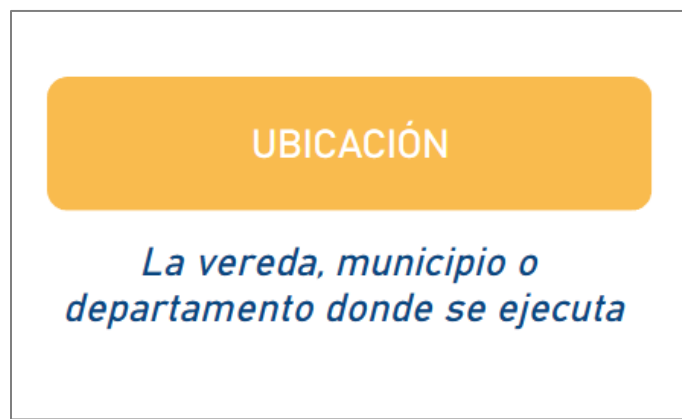 UBICACIÓN
La vereda, municipio o
departamento donde se ejecuta